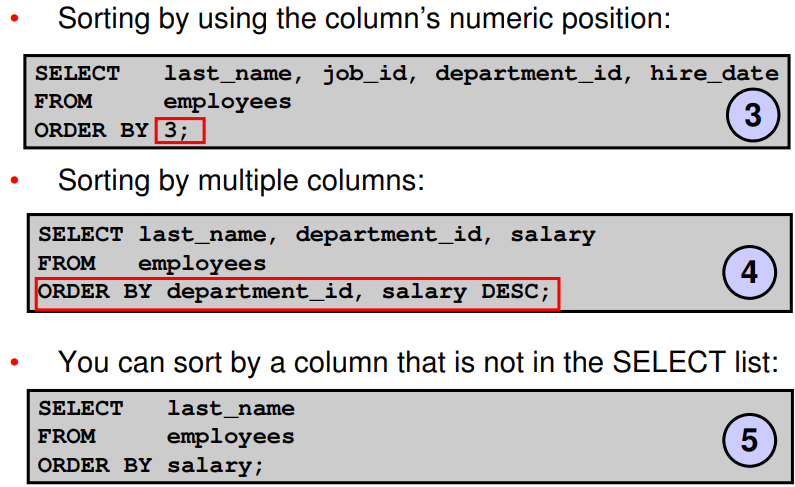 • Sorting by using the column's numeric position:
SELECT last_name, job_id, department_id, hire_date
FROM employees
ORDER BY 3;
3
• Sorting by multiple columns:
SELECT last_name, department_id, salary
FROM employees
ORDER BY department_id, salary DESC;
4
• You can sort by a column that is not in the SELECT list:
SELECT last_name
FROM employees
ORDER BY salary;
5